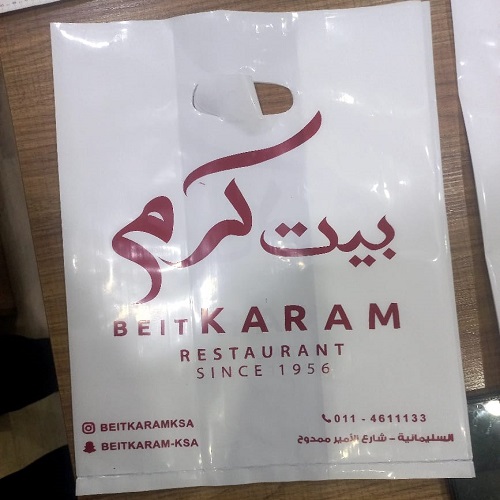 بيت كرم
BEIT KARAM
RESTAURANT
SINCE 1956
BEITKARAMKSA
BEITKARAM-KSA
011 - 4611133
السليمانية - شارع الأمير ممدوح